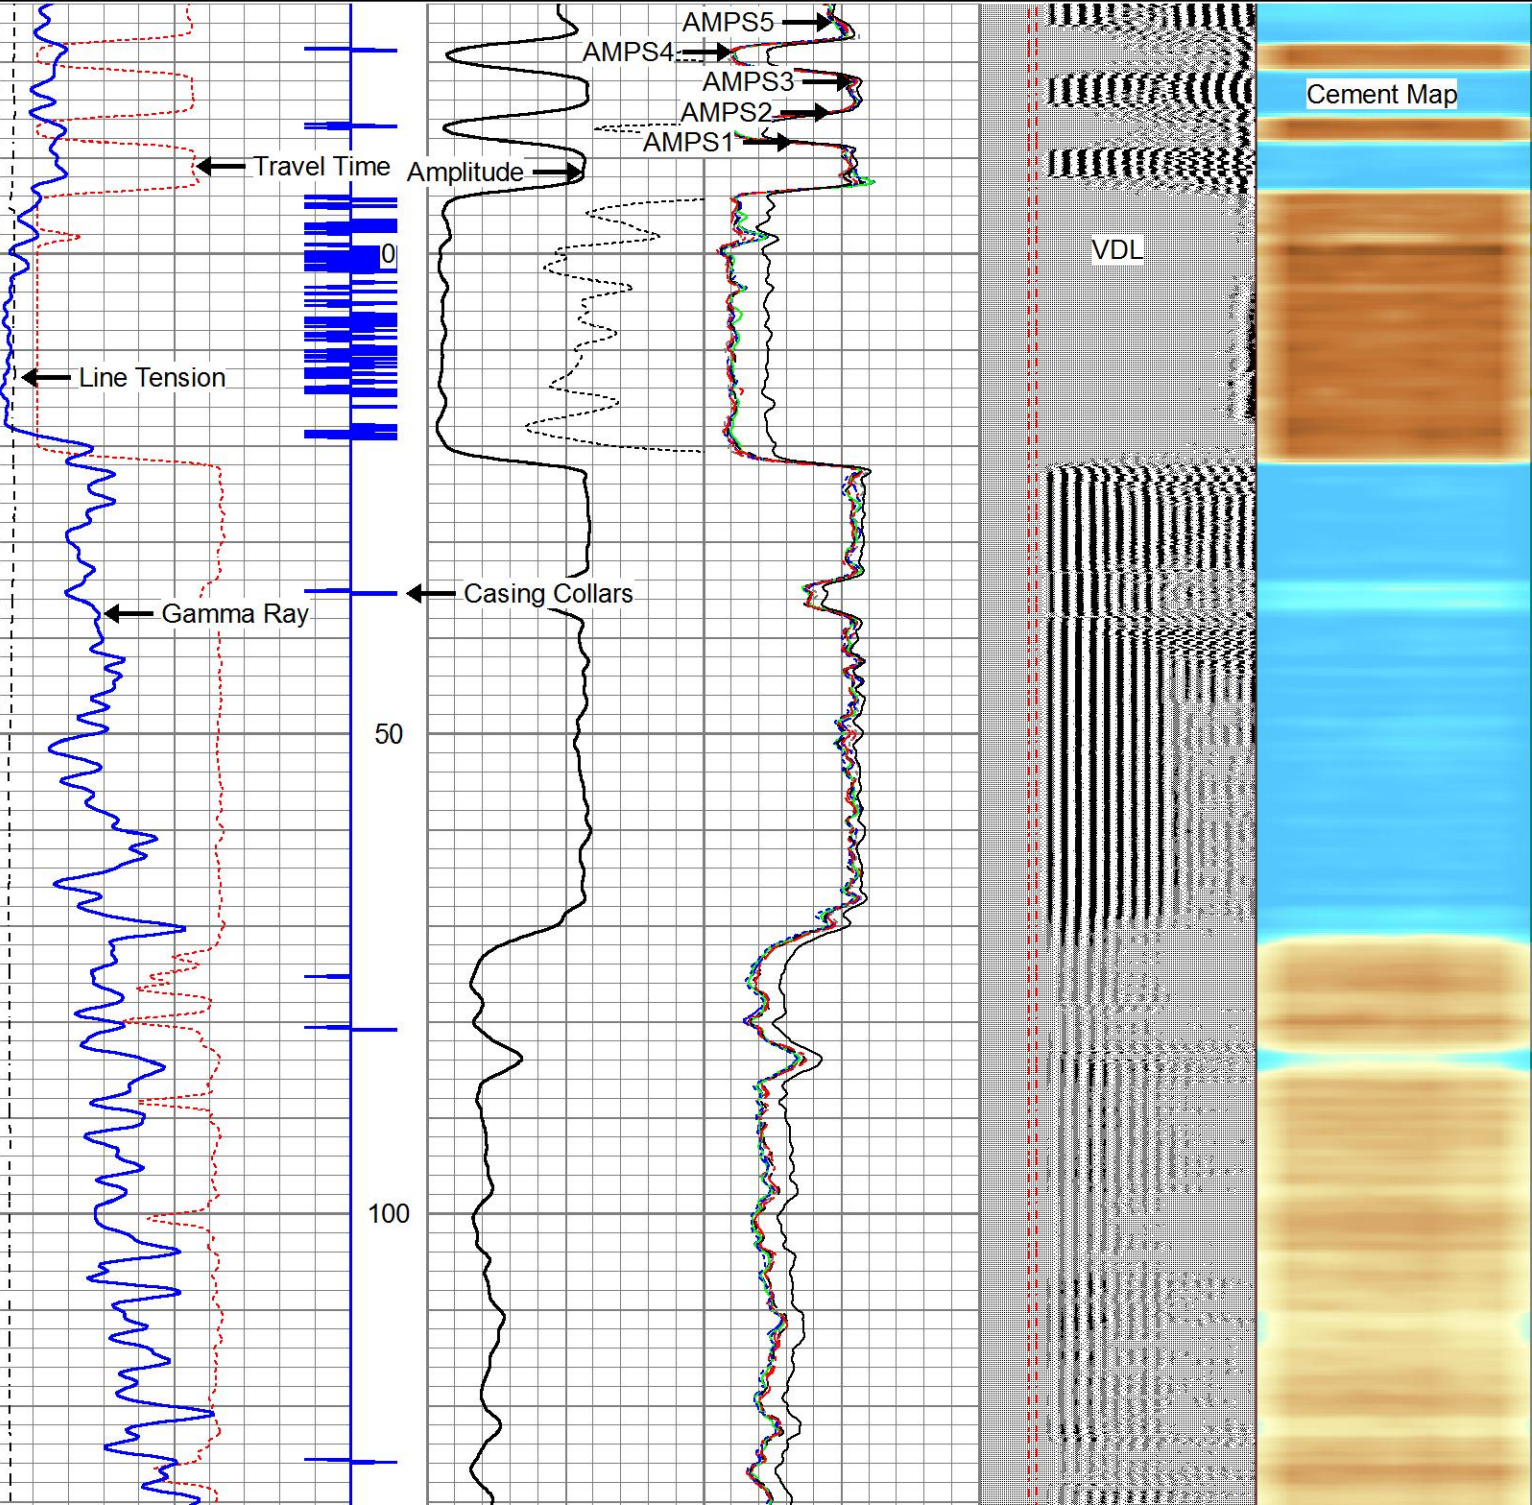 AMPS5
AMPS4
AMPS3
Cement Map
AMPS2
AMPS1
Travel Time
Amplitude
VDL
0
Line Tension
Casing Collars
Gamma Ray
50
100